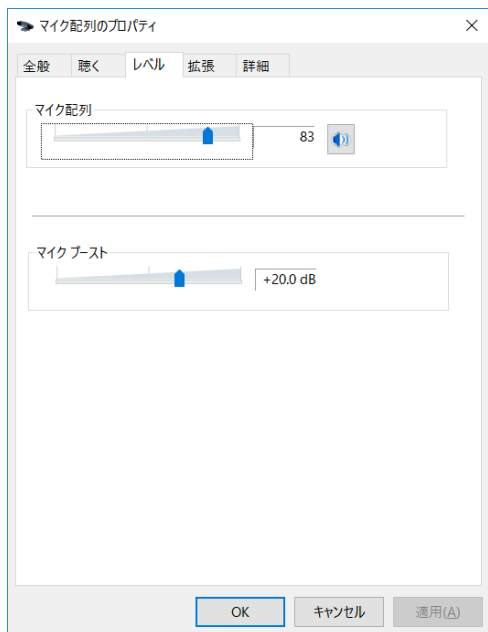 マイク配列のプロパティ
全般 聴く レベル 拡張 詳細
マイク配列
83
マイク ブースト
+20.0 dB
OK キャンセル 適用(A)